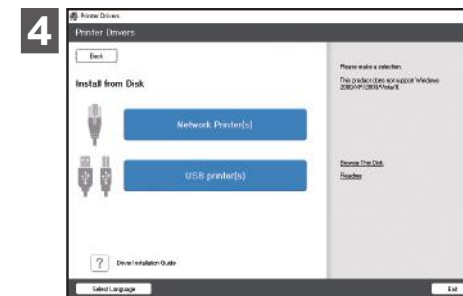 4
Printer Drivers
Printer Drivers
Back
Install from Disk
Network Printer(s)
USB printer(s)
? Driver Installation Guide
Select Language
Please make a selection.
This product does not support Windows
Browse This Disk
Readme
Exit